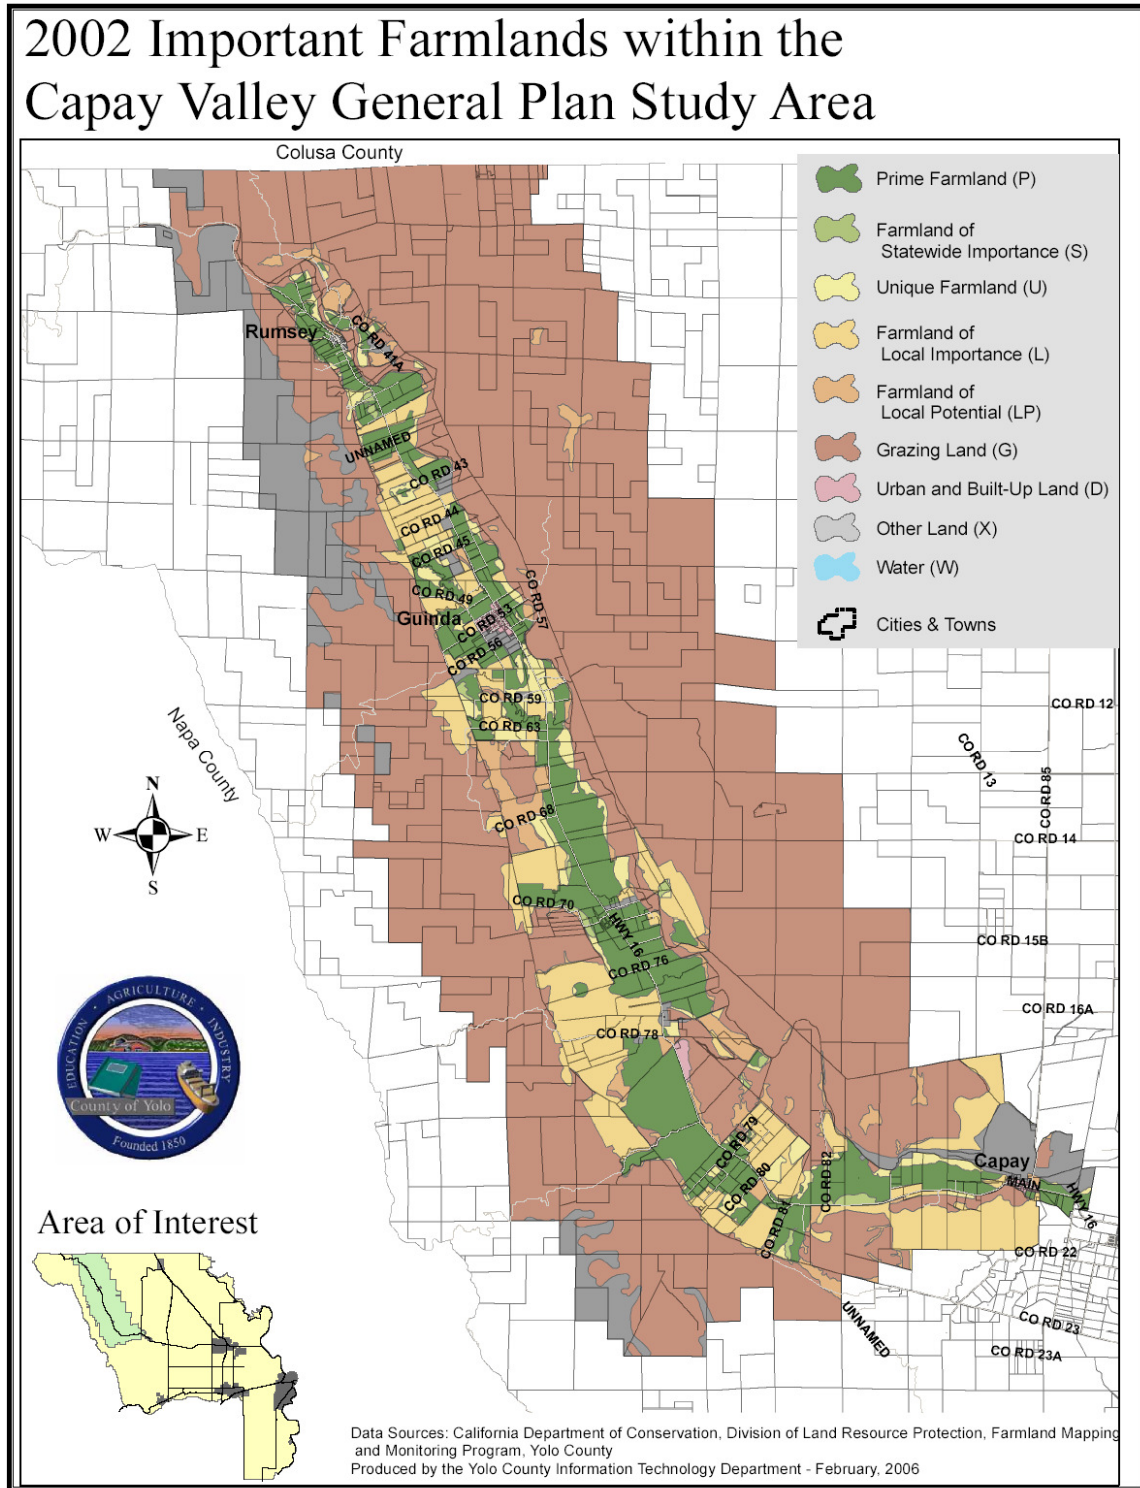 2002 Important Farmlands within the
Capay Valley General Plan Study Area
Colusa County
Prime Farmland (P)
Farmland of
Statewide Importance (S)
Unique Farmland (U)
Farmland of
Local Importance (L)
Farmland of
Local Potential (LP)
Grazing Land (G)
Urban and Built-Up Land (D)
Other Land (X)
Water (W)
Cities & Towns
Rumsey
CO RD 41A
UNNAMED
CO RD 43
CO RD 44
CO RD 45
CO RD 49
CO RD 57
Guinda
CO RD 53
CO RD 56
CO RD 59
CO RD 63
CO RD 12
CO RD 13
CO RD 85
CO RD 14
Napa County
N
W
E
S
CO RD 68
CO RD 70
HWY 16
CO RD 15B
CO RD 76
CO RD 16A
CO RD 78
EDUCATION · AGRICULTURE · INDUSTRY
County of Yolo
Founded 1850
CO RD 79
CO RD 80
CO RD 82
CO RD 81
Capay
MAIN
HWY 16
CO RD 22
UNNAMED
CO RD 23
CO RD 23A
Area of Interest
Data Sources: California Department of Conservation, Division of Land Resource Protection, Farmland Mapping
and Monitoring Program, Yolo County
Produced by the Yolo County Information Technology Department - February, 2006